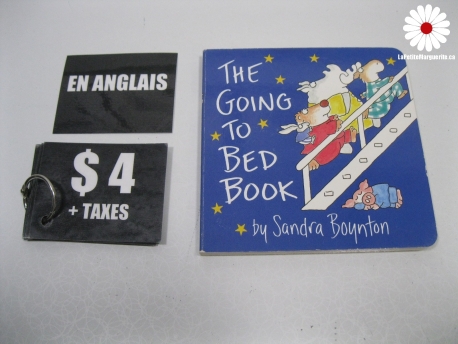 EN ANGLAIS
$ 4
+ TAXES
THE
GOING
TO
BED
BOOK
by Sandra Boynton
LaPetiteMarguerite.ca